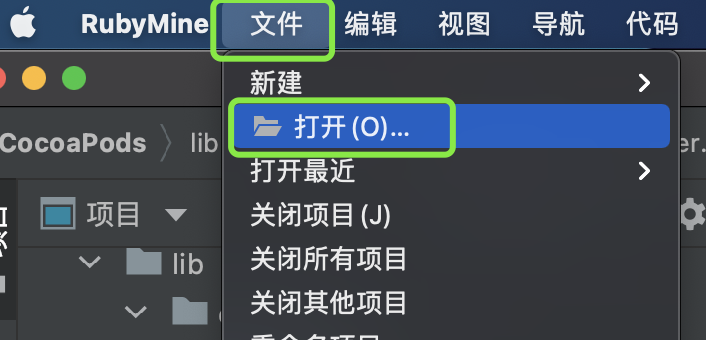 RubyMine 文件 编辑 视图 导航 代码
新建
CocoaPods lib 打开(O)... er.
打开最近
项目 关闭项目(J)
lib 关闭所有项目
关闭其他项目